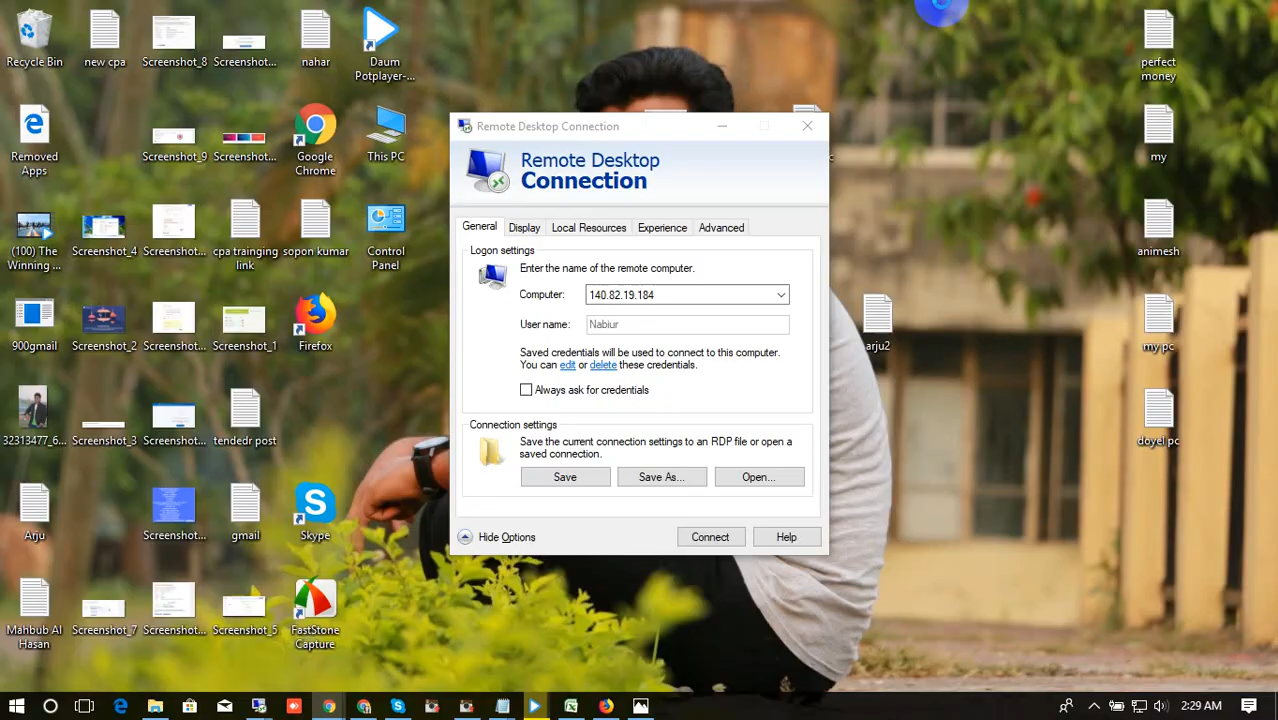 Recycle Bin
new cpa
Screenshot_8
Screenshot...
nahar
Daum
Potplayer-...
perfect
money
Removed
Apps
Screenshot_9
Screenshot...
Google
Chrome
This PC
my
(100) The
Winning ...
Screenshot_4
Screenshot...
cpa trainging
link
sopon kumar
Control
Panel
animesh
900gmail
Screenshot_2
Screenshot...
Screenshot_1
Firefox
arju2
my pc
32313477_6...
Screenshot_3
Screenshot...
tendedr post
doyel pc
Arju
Screenshot...
gmail
Skype
Mahbub Al
Hasan
Screenshot_7
Screenshot...
Screenshot_5
FastStone
Capture
Remote Desktop Connection
Remote Desktop
Connection
General
Display
Local Resources
Experience
Advanced
Logon settings
Enter the name of the remote computer.
Computer:
140.82.19.184
Username:
Nabiur
Saved credentials will be used to connect to this computer.
You can edit or delete these credentials.
Always ask for credentials
Connection settings
Save the current connection settings to an RDP file or open a
saved connection.
Save
Save As...
Open...
Hide Options
Connect
Help
2:29 AM